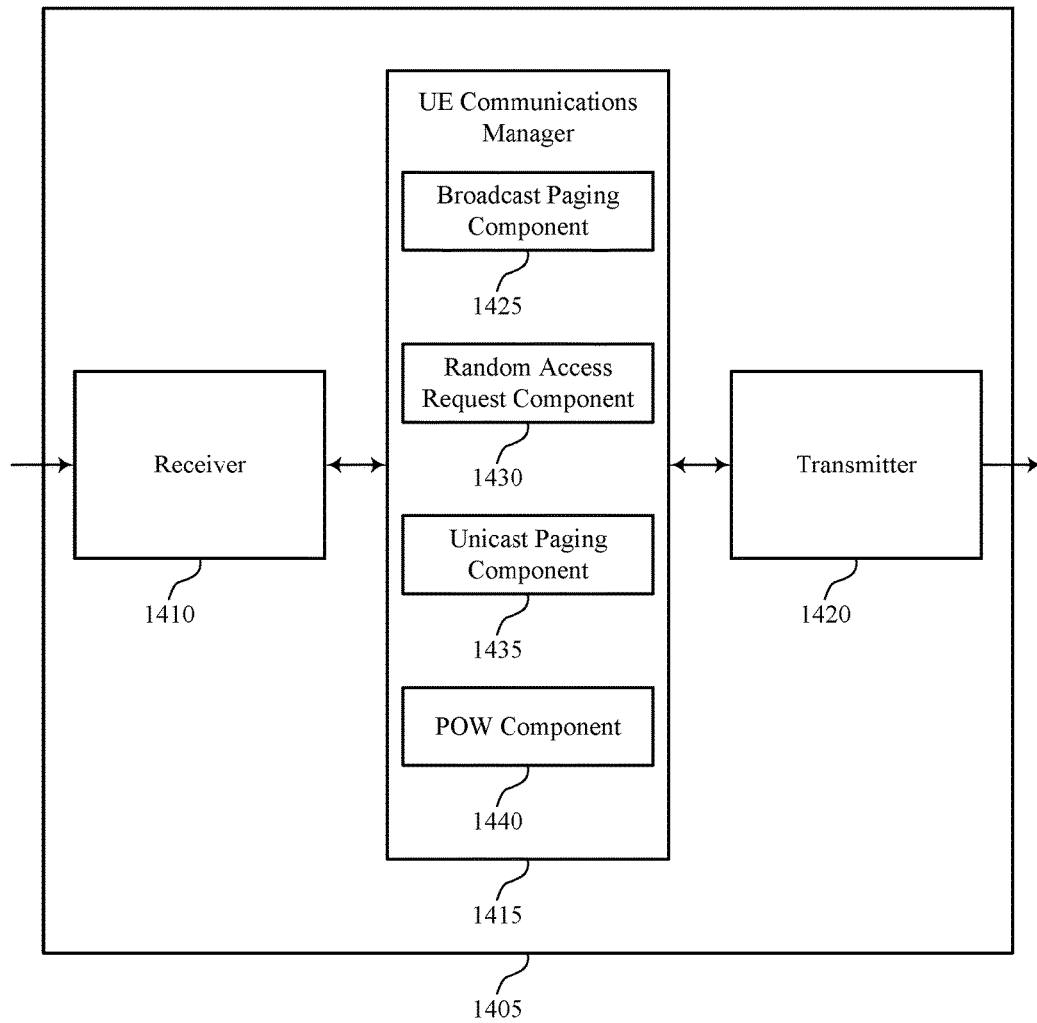 UE Communications
Manager
Broadcast Paging
Component
1425
Random Access
Request Component
1430
Receiver
1410
Transmitter
1420
Unicast Paging
Component
1435
POW Component
1440
1415
1405